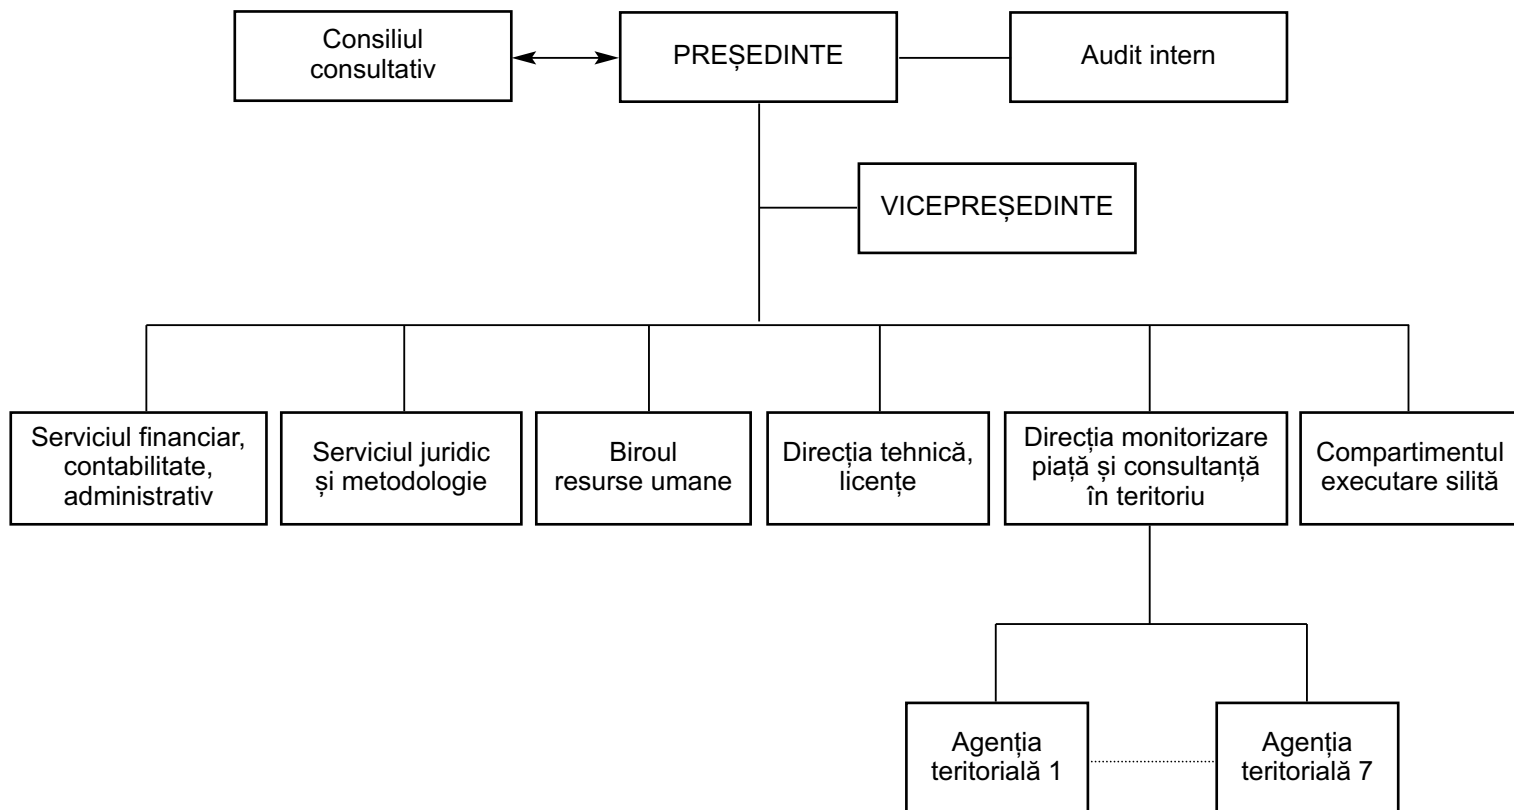 Consiliul
consultativ
PREȘEDINTE
Audit intern
VICEPREȘEDINTE
Serviciul financiar,
contabilitate,
administrativ
Serviciul juridic
și metodologie
Biroul
resurse umane
Direcția tehnică,
licențe
Direcția monitorizare
piață și consultanță
în teritoriu
Compartimentul
executare silită
Agenția
teritorială 1
Agenția
teritorială 7